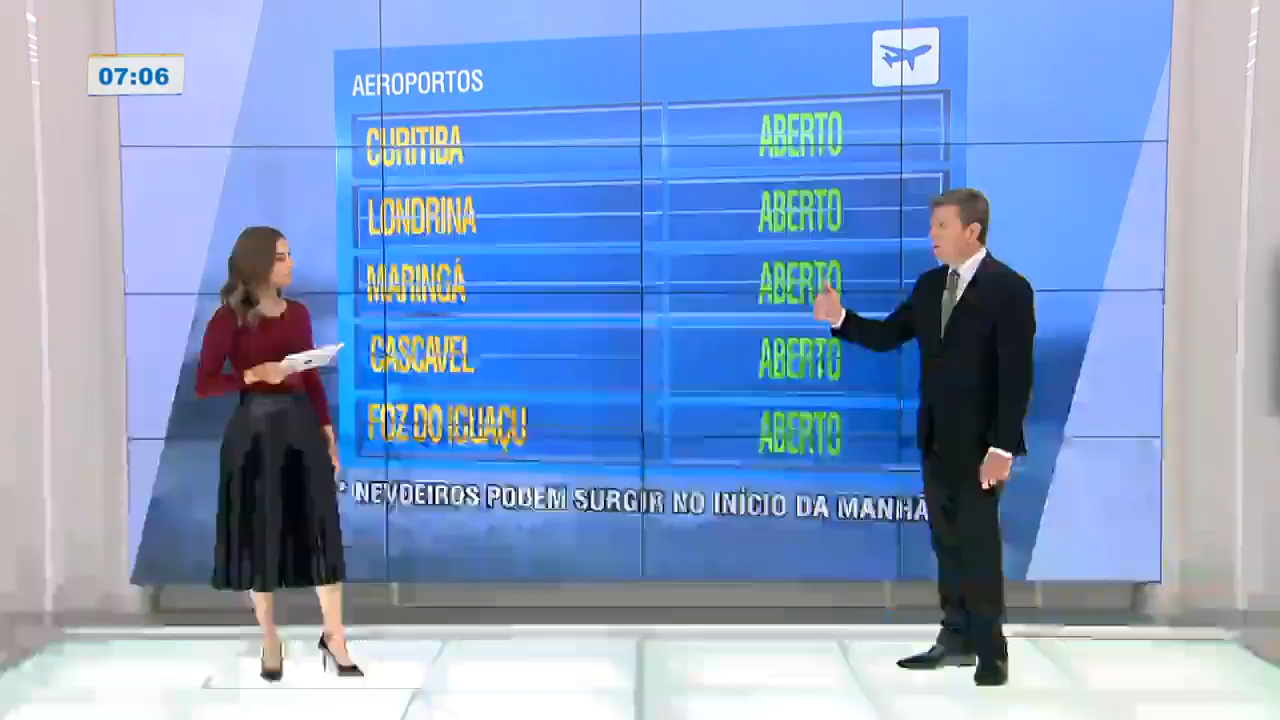 07:06
AEROPORTOS
CURITIBA ABERTO
LONDRINA ABERTO
MARINGÁ ABERTO
CASCAVEL ABERTO
FOZ DO IGUAÇU ABERTO
* NEVOEIROS PODEM SURGIR NO INÍCIO DA MANHÃ